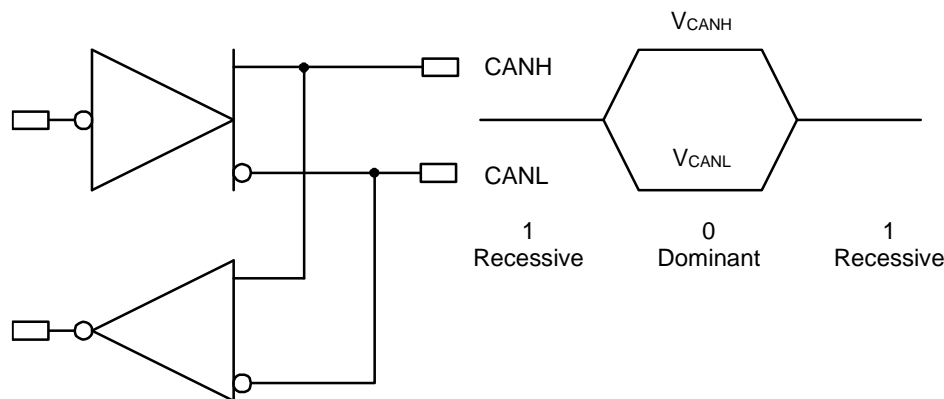 VCANH
CANH
VCANL
CANL
1 0 1
Recessive Dominant Recessive